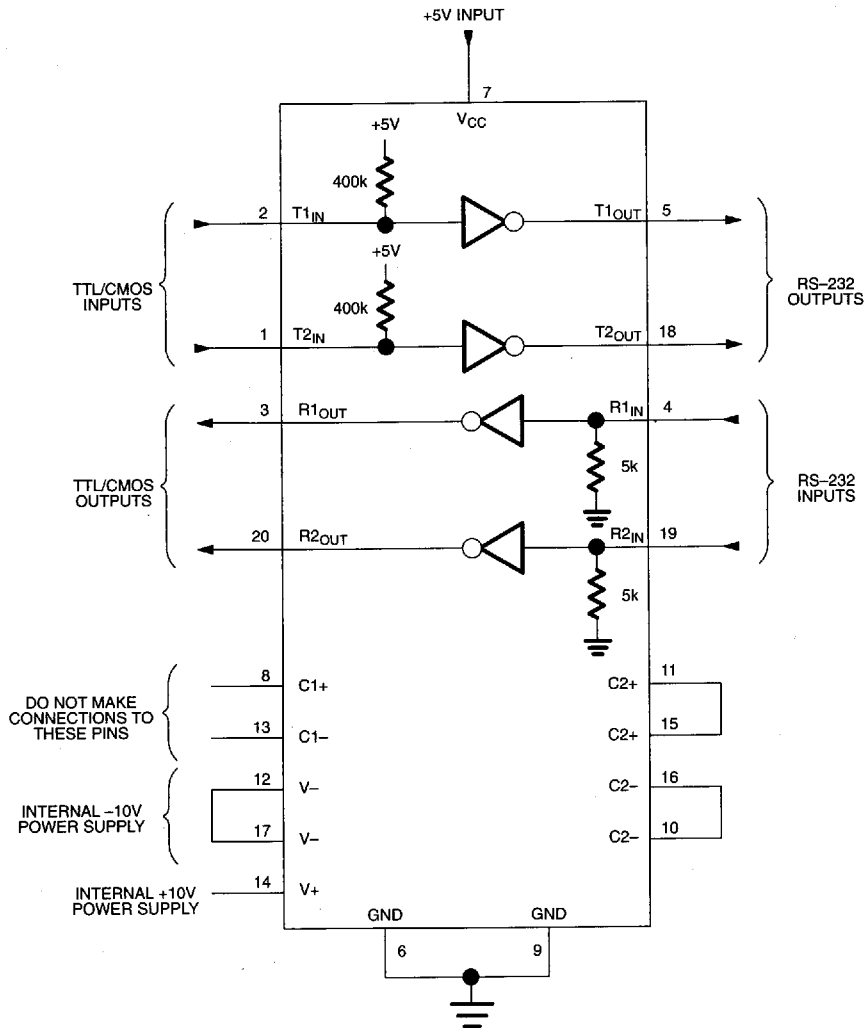 +5V INPUT
7
VCC
+5V
400k
2 T1IN T1OUT 5
+5V
TTL/CMOS
INPUTS
RS–232
OUTPUTS
400k
1 T2IN T2OUT 18
3 R1OUT R1IN 4
5k
TTL/CMOS
OUTPUTS
RS–232
INPUTS
20 R2OUT R2IN 19
5k
8 C1+ C2+ 11
DO NOT MAKE
CONNECTIONS TO
THESE PINS
13 C1– C2+ 15
12 V– C2– 16
INTERNAL –10V
POWER SUPPLY
17 V– C2– 10
14 V+
INTERNAL +10V
POWER SUPPLY
GND GND
6 9